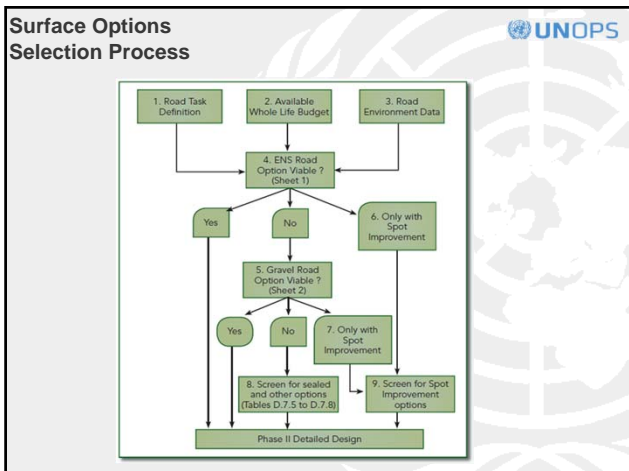 Surface Options
Selection Process
UNOPS
1. Road Task
Definition
2. Available
Whole Life Budget
3. Road
Environment Data
4. ENS Road
Option Viable ?
(Sheet 1)
Yes
No
6. Only with
Spot
Improvement
5. Gravel Road
Option Viable ?
(Sheet 2)
Yes
No
7. Only with
Spot
Improvement
8. Screen for sealed
and other options
(Tables D.7.5 to D.7.8)
9. Screen for Spot
Improvement
options
Phase II Detailed Design